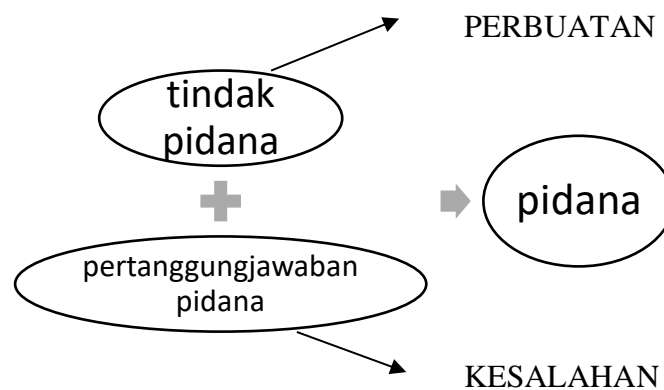 PERBUATAN
tindak
pidana
pidana
pertanggungjawaban
pidana
KESALAHAN